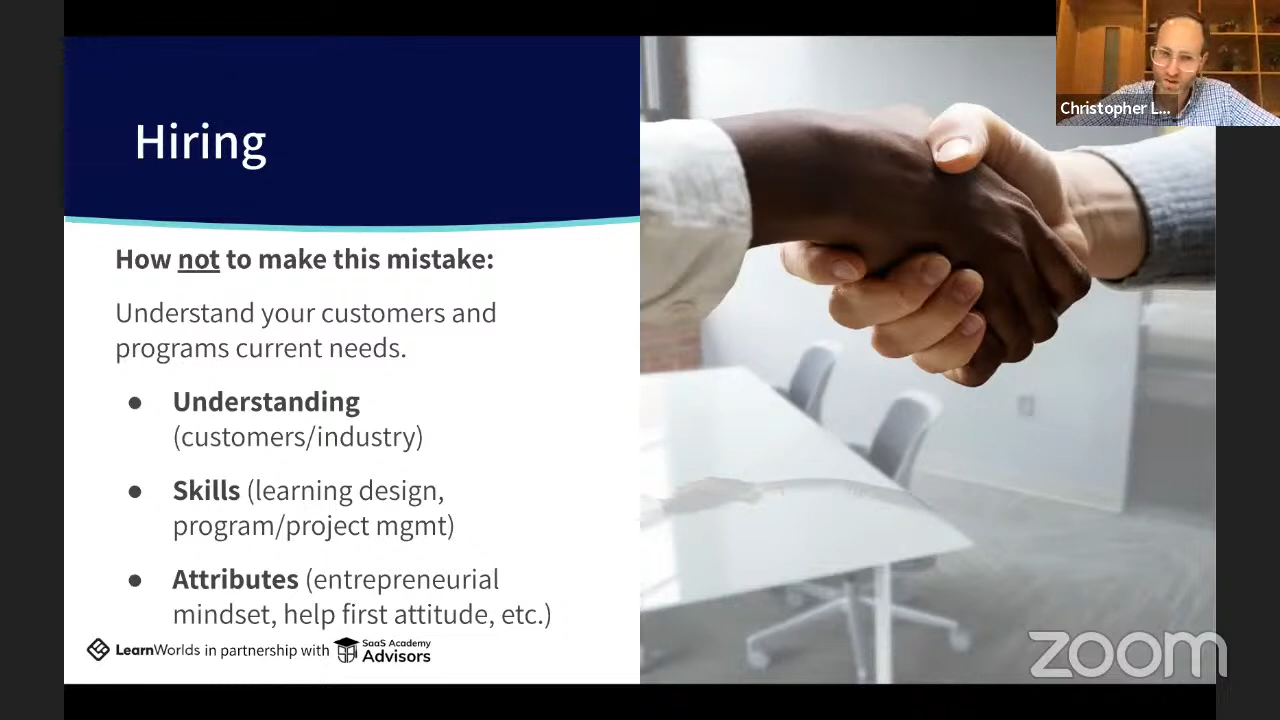 Christopher L...
Hiring
How not to make this mistake:
Understand your customers and
programs current needs.
● Understanding
(customers/industry)
● Skills (learning design,
program/project mgmt)
● Attributes (entrepreneurial
mindset, help first attitude, etc.)
LearnWorlds in partnership with SaaS Academy
Advisors
zoom